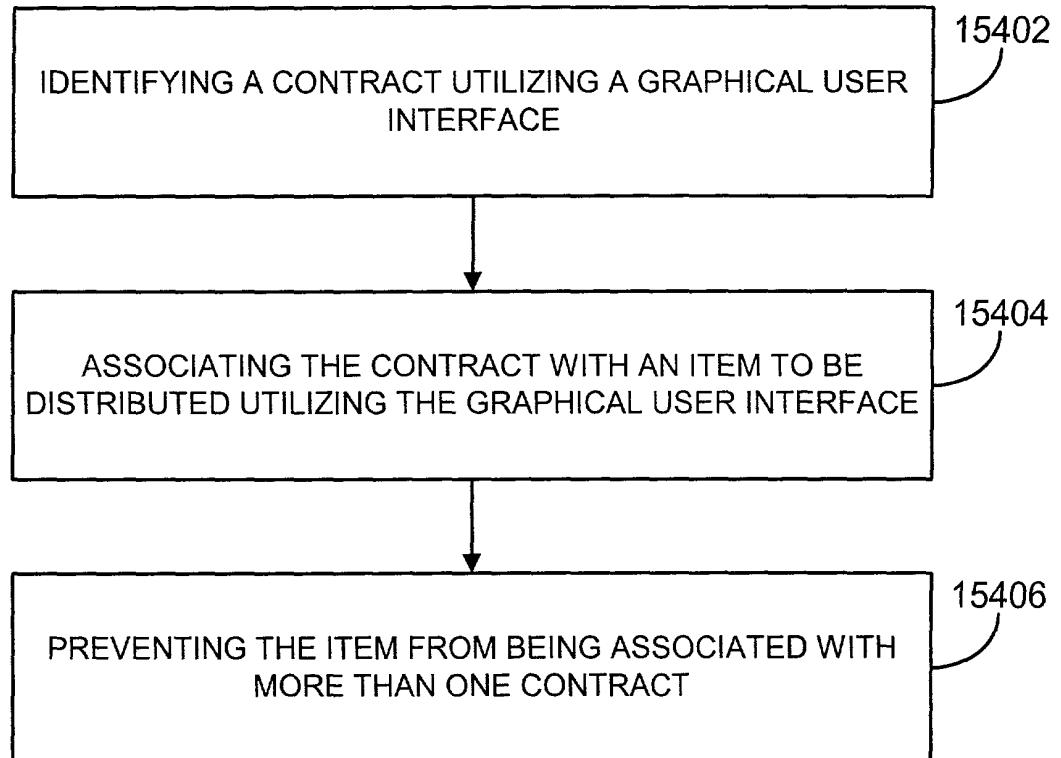 15402
IDENTIFYING A CONTRACT UTILIZING A GRAPHICAL USER
INTERFACE
15404
ASSOCIATING THE CONTRACT WITH AN ITEM TO BE
DISTRIBUTED UTILIZING THE GRAPHICAL USER INTERFACE
15406
PREVENTING THE ITEM FROM BEING ASSOCIATED WITH
MORE THAN ONE CONTRACT